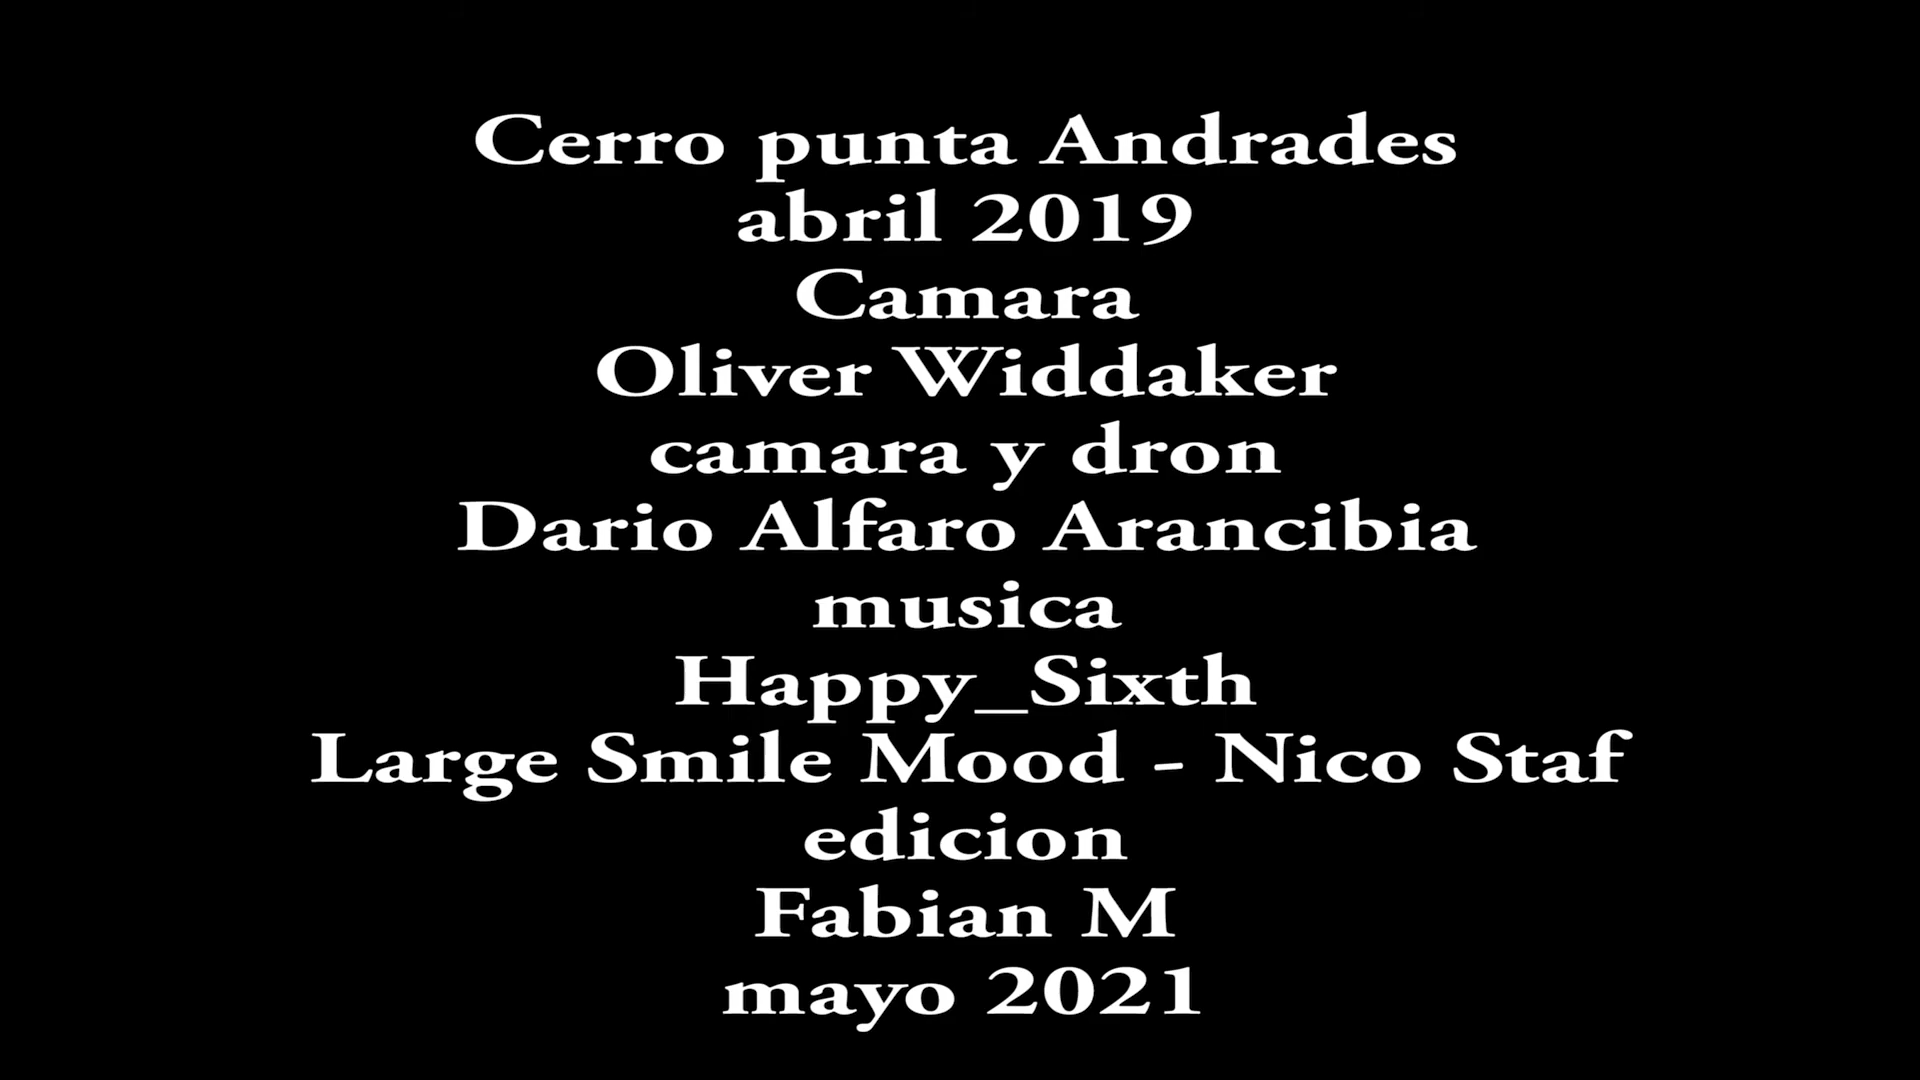 Cerro punta Andrades
abril 2019
Camara
Oliver Widdaker
camara y dron
Dario Alfaro Arancibia
musica
Happy_Sixth
Large Smile Mood - Nico Staf
edicion
Fabian M
mayo 2021